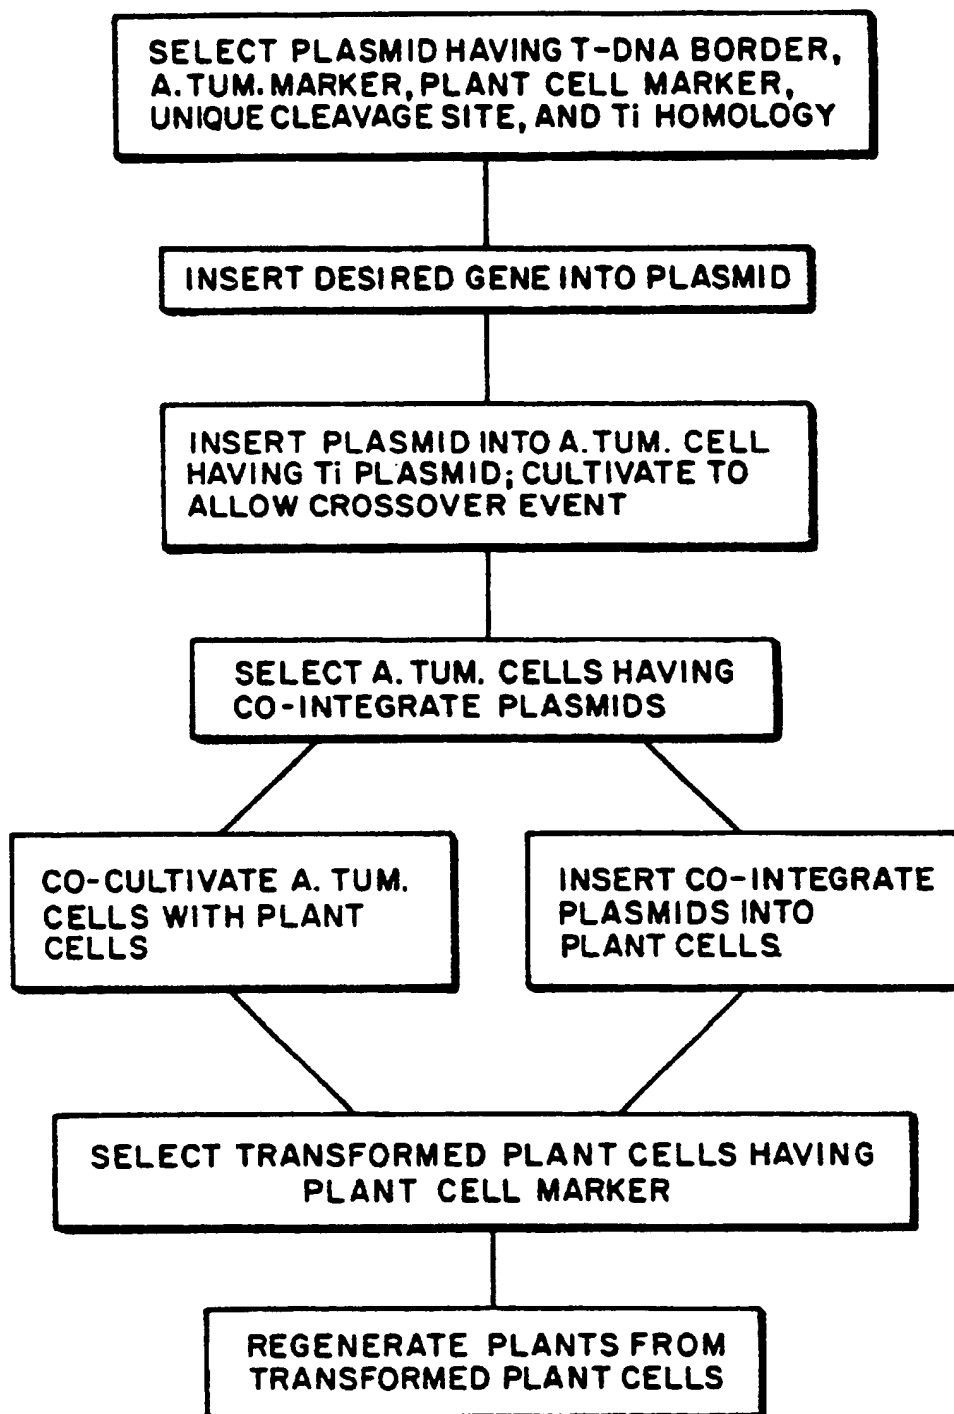 SELECT PLASMID HAVING T-DNA BORDER,
A.TUM. MARKER, PLANT CELL MARKER,
UNIQUE CLEAVAGE SITE, AND Ti HOMOLOGY
INSERT DESIRED GENE INTO PLASMID
INSERT PLASMID INTO A.TUM. CELL
HAVING Ti PLASMID; CULTIVATE TO
ALLOW CROSSOVER EVENT
SELECT A. TUM. CELLS HAVING
CO-INTEGRATE PLASMIDS
CO-CULTIVATE A. TUM.
CELLS WITH PLANT
CELLS
INSERT CO-INTEGRATE
PLASMIDS INTO
PLANT CELLS.
SELECT TRANSFORMED PLANT CELLS HAVING
PLANT CELL MARKER
REGENERATE PLANTS FROM
TRANSFORMED PLANT CELLS